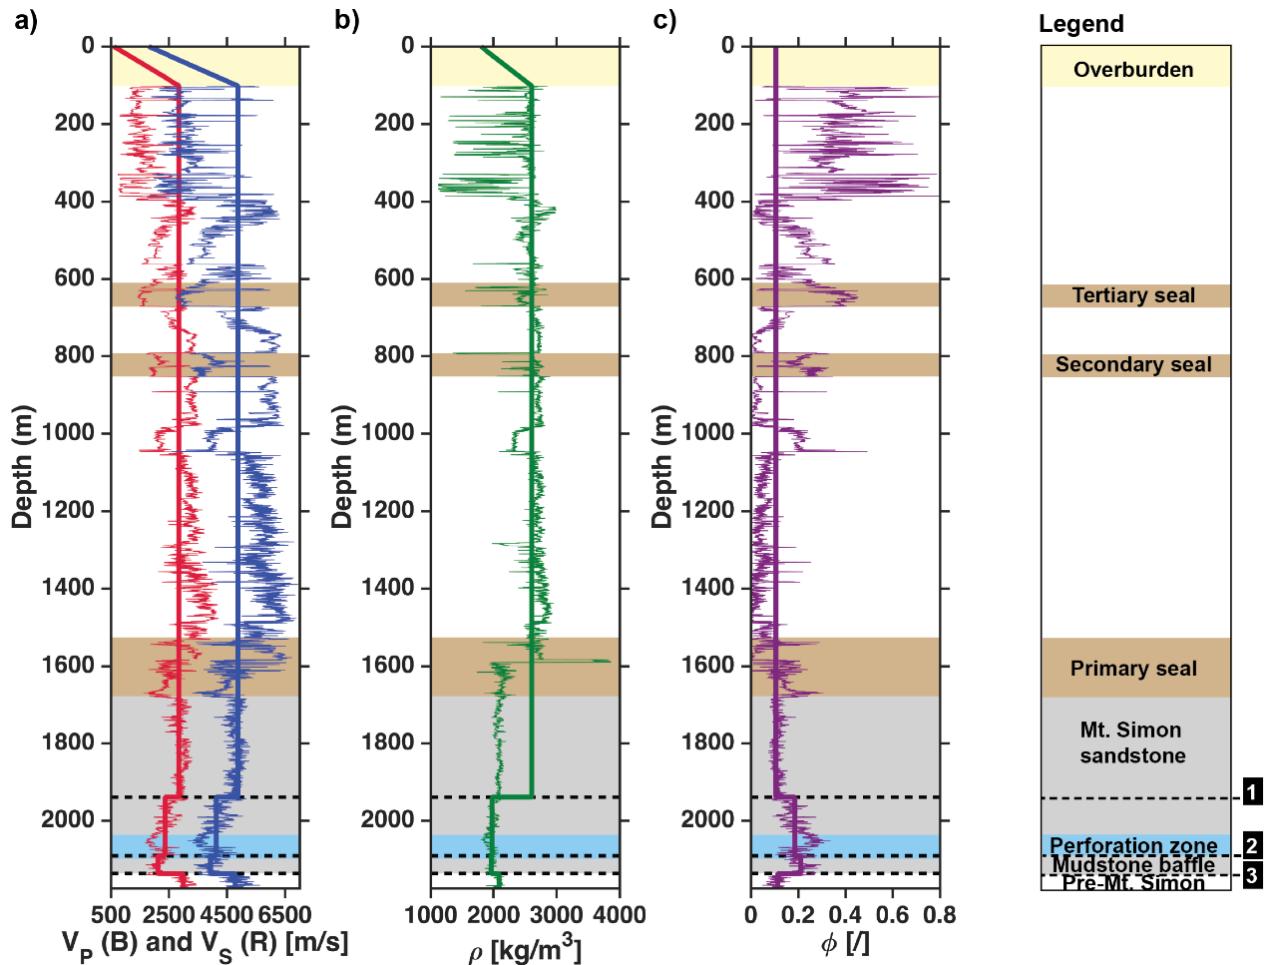 a)
b)
c)
Legend
0
200
400
600
800
1000
1200
1400
1600
1800
2000
Depth (m)
500 2500 4500 6500
V_P (B) and V_S (R) [m/s]
0
200
400
600
800
1000
1200
1400
1600
1800
2000
Depth (m)
1000 2000 3000 4000
ρ [kg/m³]
0
200
400
600
800
1000
1200
1400
1600
1800
2000
Depth (m)
0 0.2 0.4 0.6 0.8
ϕ [/]
Overburden
Tertiary seal
Secondary seal
Primary seal
Mt. Simon
sandstone
1
Perforation zone 2
Mudstone baffle
3
Pre-Mt. Simon